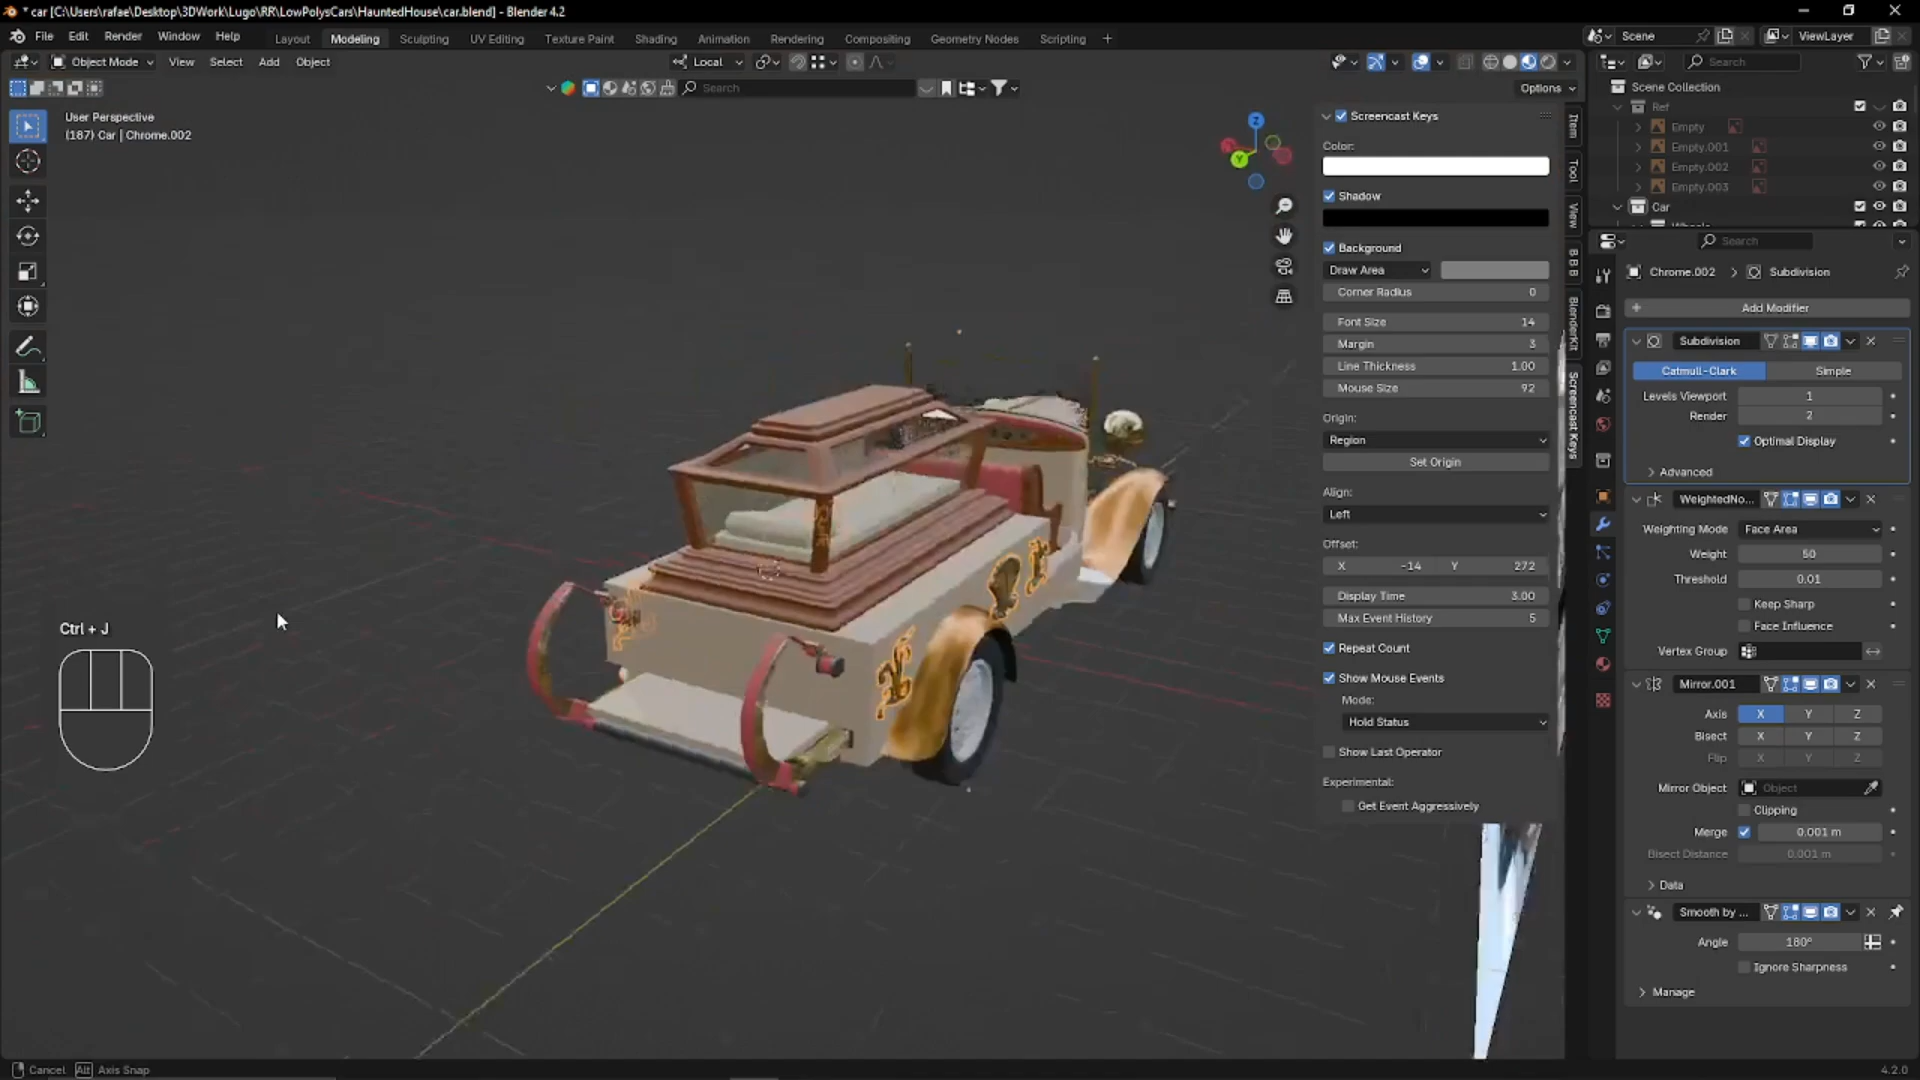 * car [C:\Users\rafae\Desktop\3DWork\Lugo\RR\LowPolysCars\HauntedHouse\car.blend] - Blender 4.2
File Edit Render Window Help
Layout Modeling Sculpting UV Editing Texture Paint Shading Animation Rendering Compositing Geometry Nodes Scripting +
Scene
ViewLayer
Object Mode View Select Add Object
Local
Search
Search
Options
User Perspective
(187) Car | Chrome.002
Z
Y
Item
Tool
View
B B B
BlenderKit
Screencast Keys
Screencast Keys
Color:
Shadow
Background
Draw Area
Corner Radius 0
Font Size 14
Margin 3
Line Thickness 1.00
Mouse Size 92
Origin:
Region
Set Origin
Align:
Left
Offset:
X -14 Y 272
Display Time 3.00
Max Event History 5
Repeat Count
Show Mouse Events
Mode:
Hold Status
Show Last Operator
Experimental:
Get Event Aggressively
Scene Collection
Ref
Empty
Empty.001
Empty.002
Empty.003
Car
Search
Chrome.002 > Subdivision
+ Add Modifier
Subdivision
Catmull-Clark Simple
Levels Viewport 1
Render 2
Optimal Display
Advanced
WeightedNo...
Weighting Mode Face Area
Weight 50
Threshold 0.01
Keep Sharp
Face Influence
Vertex Group
Mirror.001
Axis X Y Z
Bisect X Y Z
Flip X Y Z
Mirror Object Object
Clipping
Merge 0.001 m
Bisect Distance 0.001 m
Data
Smooth by ...
Angle 180°
Ignore Sharpness
Manage
Ctrl + J
Cancel Alt Axis Snap
4.2.0